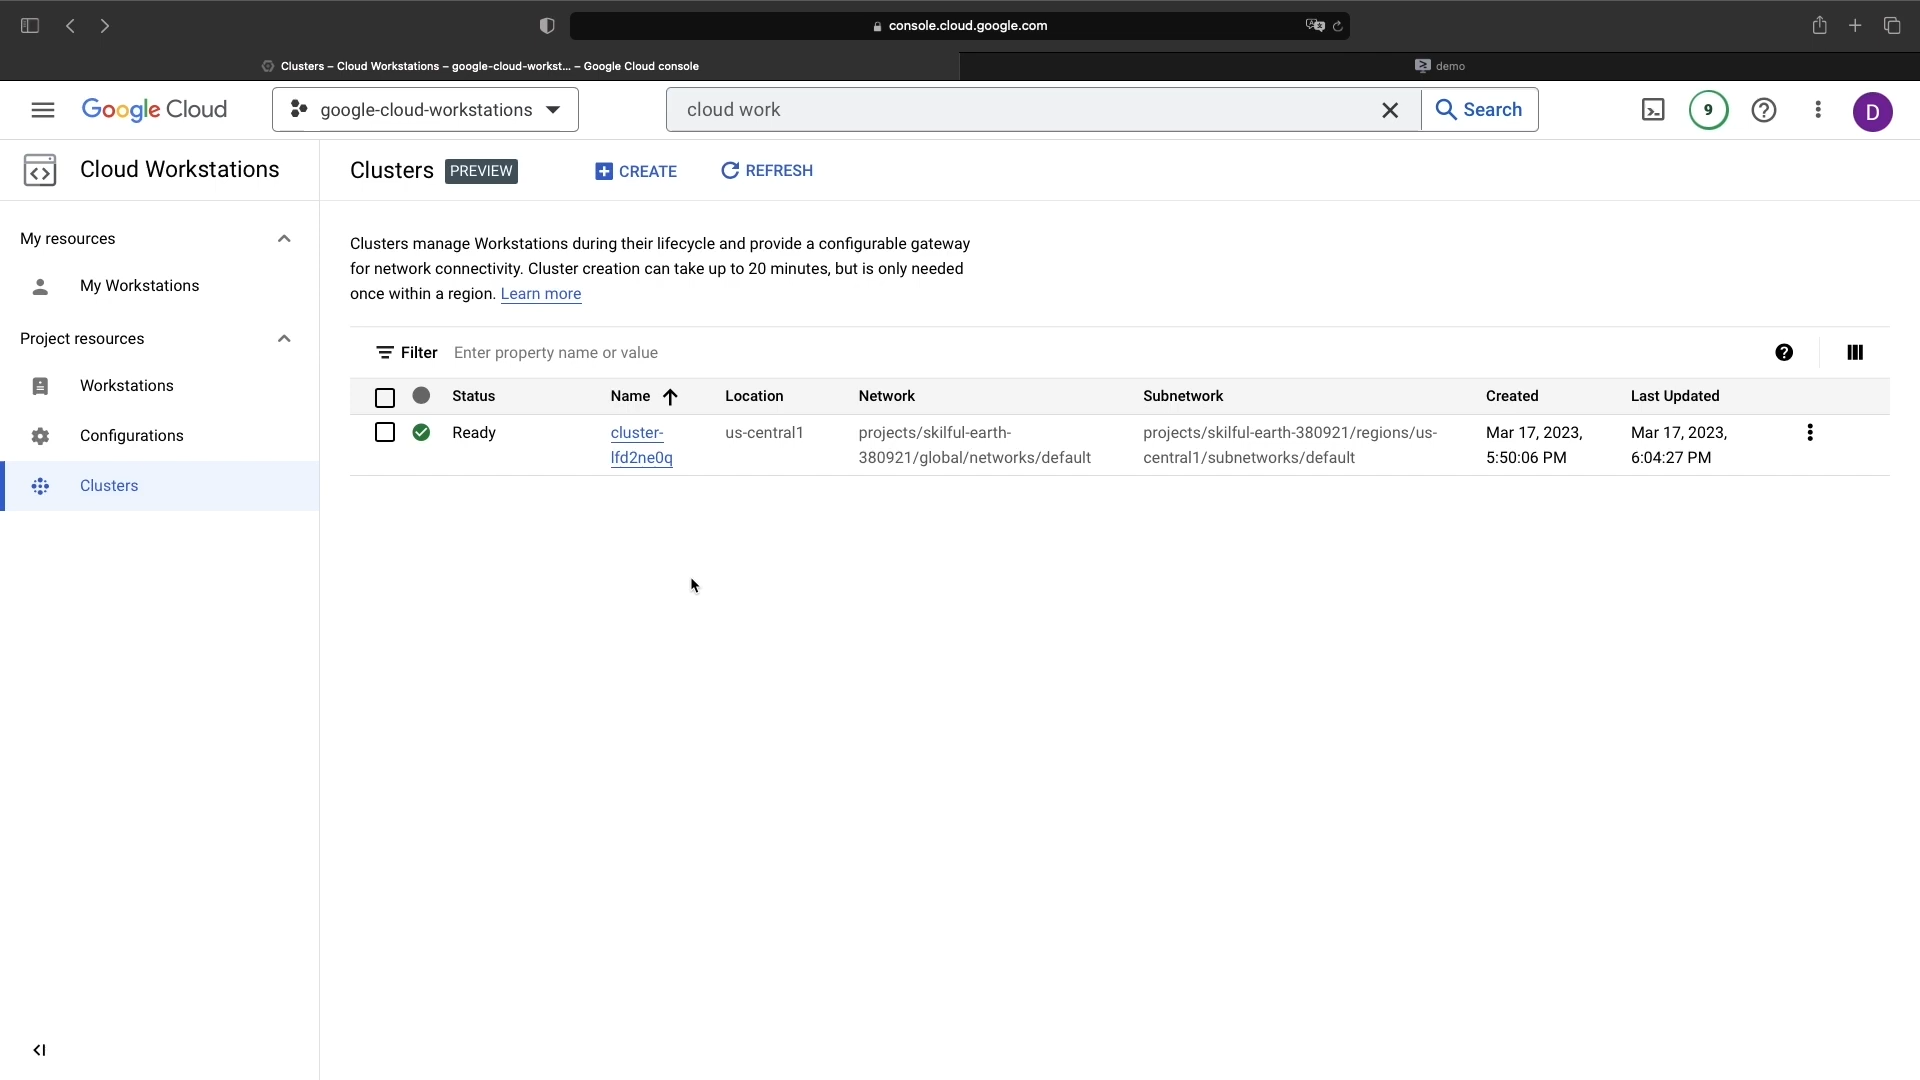 console.cloud.google.com
Clusters – Cloud Workstations – google-cloud-workst... – Google Cloud console
demo
Google Cloud
google-cloud-workstations
cloud work
Search
9
D
Cloud Workstations
Clusters PREVIEW
CREATE
REFRESH
My resources
My Workstations
Project resources
Workstations
Configurations
Clusters
Clusters manage Workstations during their lifecycle and provide a configurable gateway
for network connectivity. Cluster creation can take up to 20 minutes, but is only needed
once within a region. Learn more
Filter Enter property name or value
Status Name Location Network Subnetwork Created Last Updated
Ready cluster- us-central1 projects/skilful-earth- projects/skilful-earth-380921/regions/us- Mar 17, 2023, Mar 17, 2023,
lfd2ne0q 380921/global/networks/default central1/subnetworks/default 5:50:06 PM 6:04:27 PM